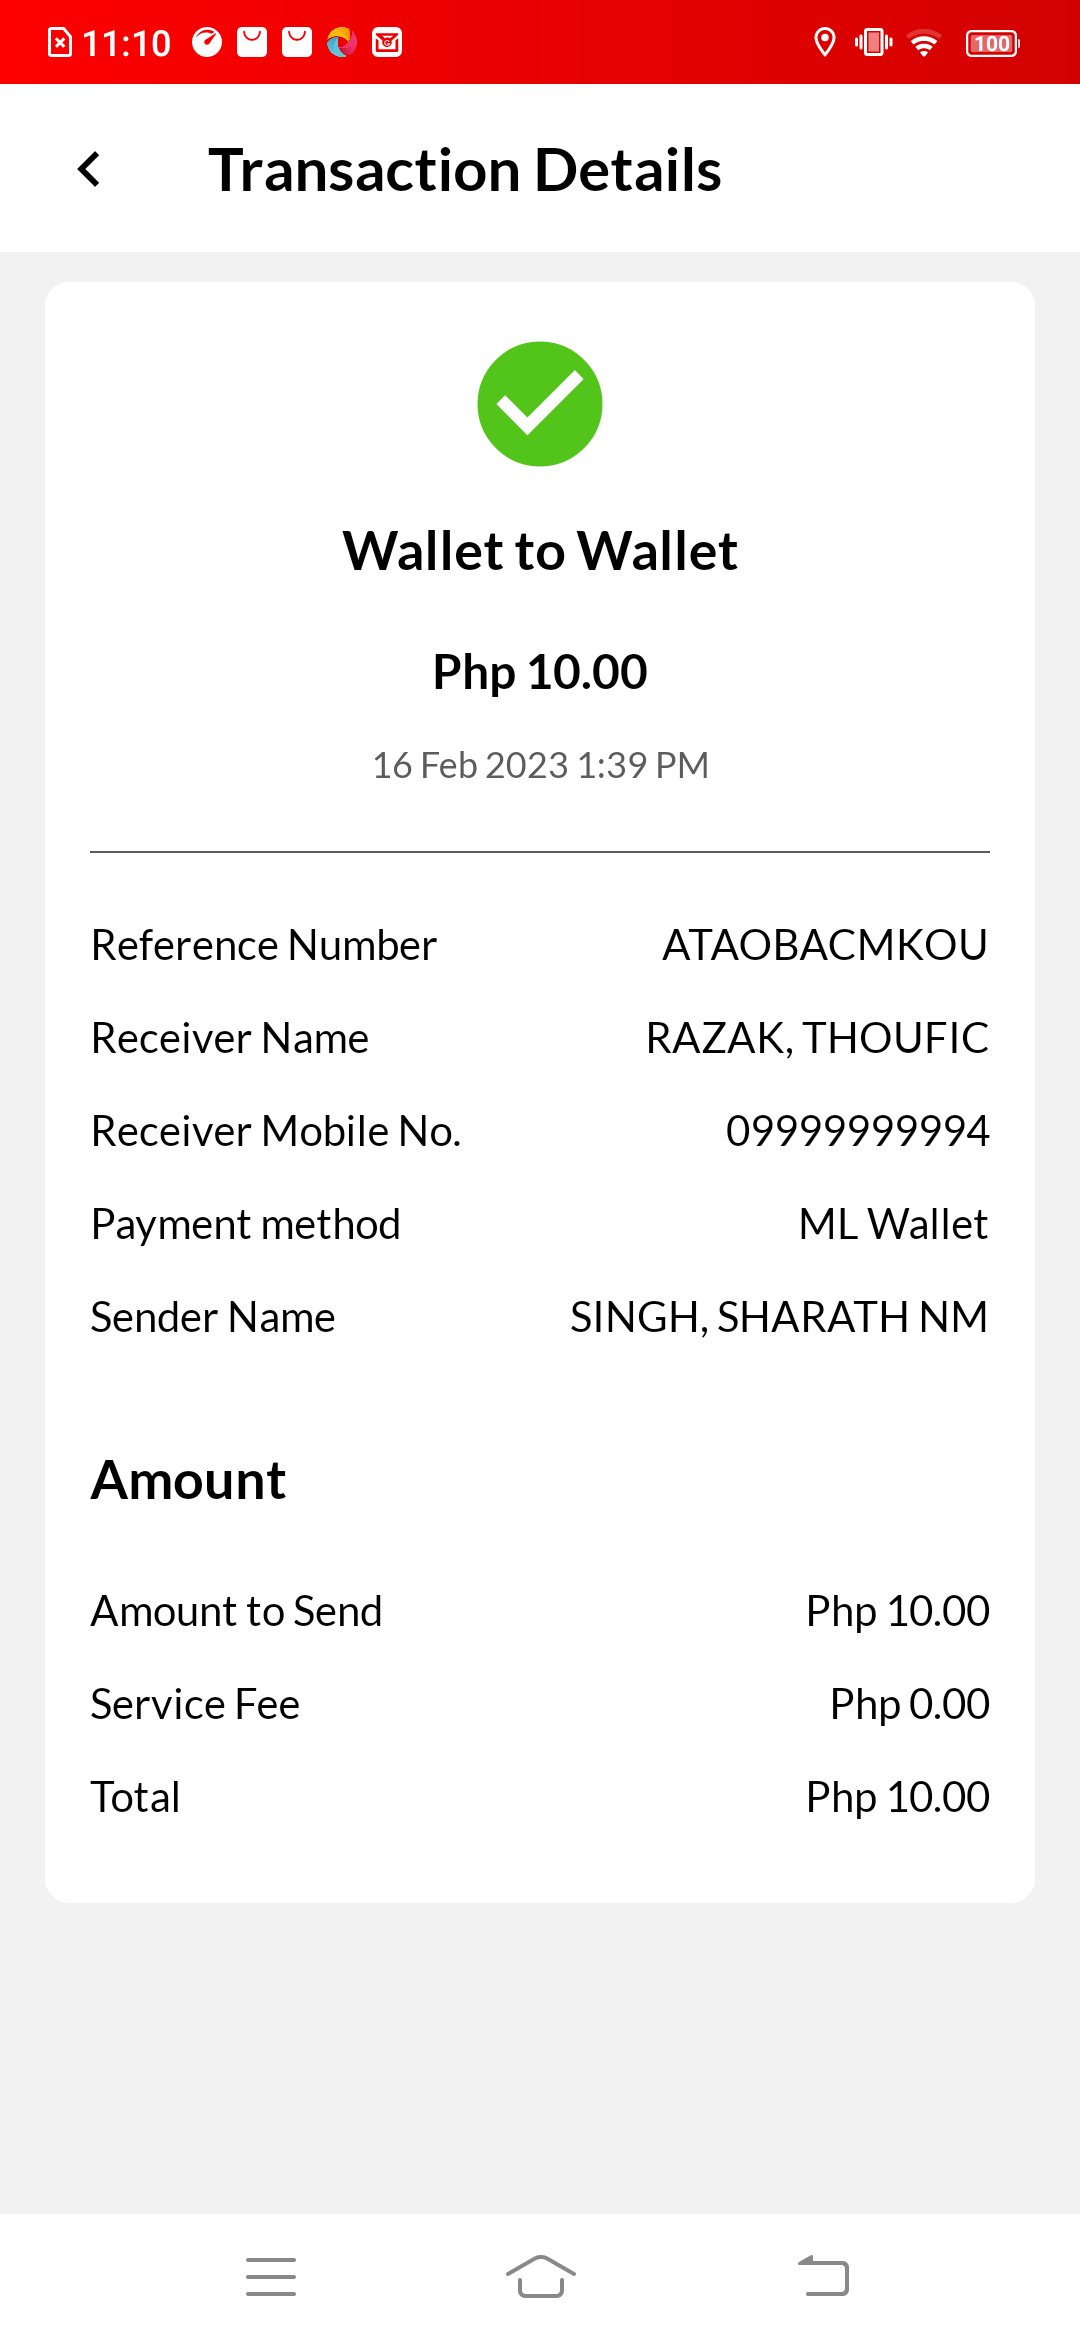 11:10
100
Transaction Details
Wallet to Wallet
Php 10.00
16 Feb 2023 1:39 PM
Reference Number ATAOBACMKOU
Receiver Name RAZAK, THOUFIC
Receiver Mobile No. 09999999994
Payment method ML Wallet
Sender Name SINGH, SHARATH NM
Amount
Amount to Send Php 10.00
Service Fee Php 0.00
Total Php 10.00